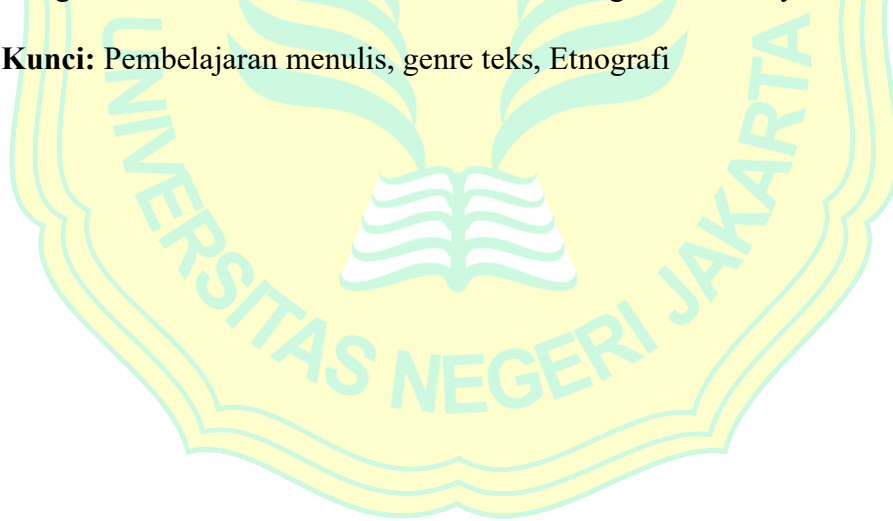 Kunci: Pembelajaran menulis, genre teks, Etnografi
UNIVERSITAS NEGERI JAKARTA